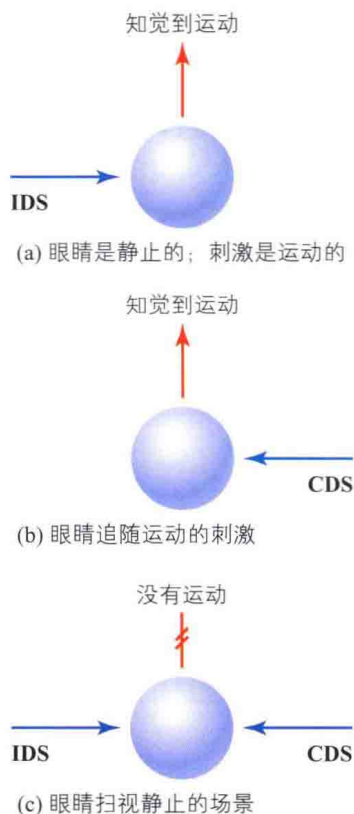 知觉到运动
IDS
(a) 眼睛是静止的；刺激是运动的
知觉到运动
CDS
(b) 眼睛追随运动的刺激
没有运动
IDS CDS
(c) 眼睛扫视静止的场景